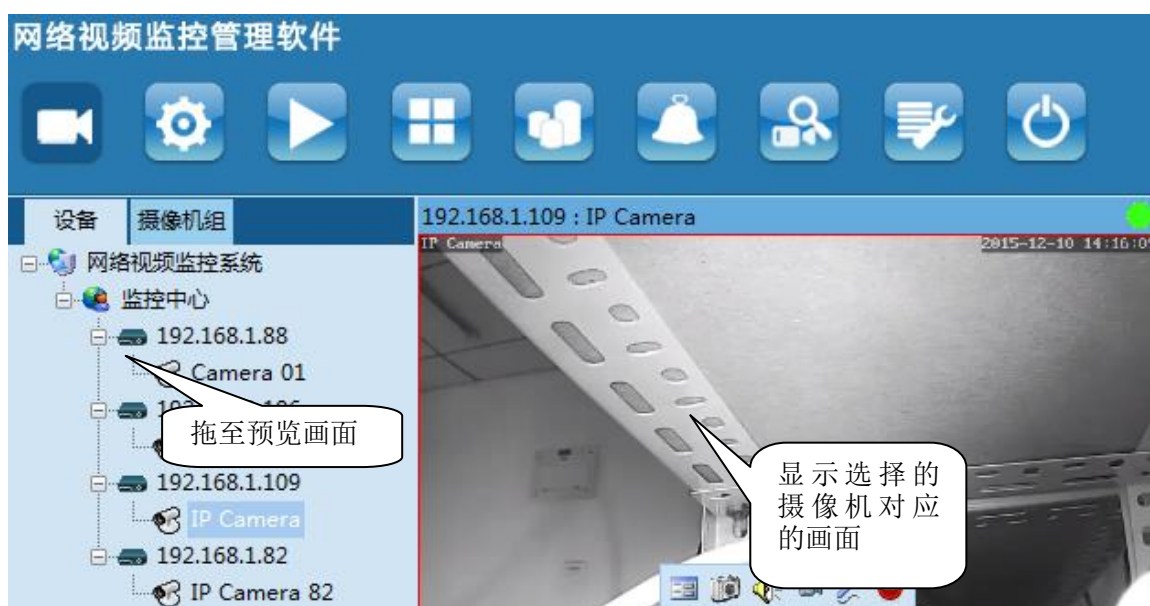 网络视频监控管理软件
设备 摄像机组
192.168.1.109 : IP Camera
IP Camera 2015-12-10 14:16:09
网络视频监控系统
监控中心
192.168.1.88
Camera 01
拖至预览画面
192.168.1.109
IP Camera
192.168.1.82
IP Camera 82
显示选择的
摄像机对应
的画面